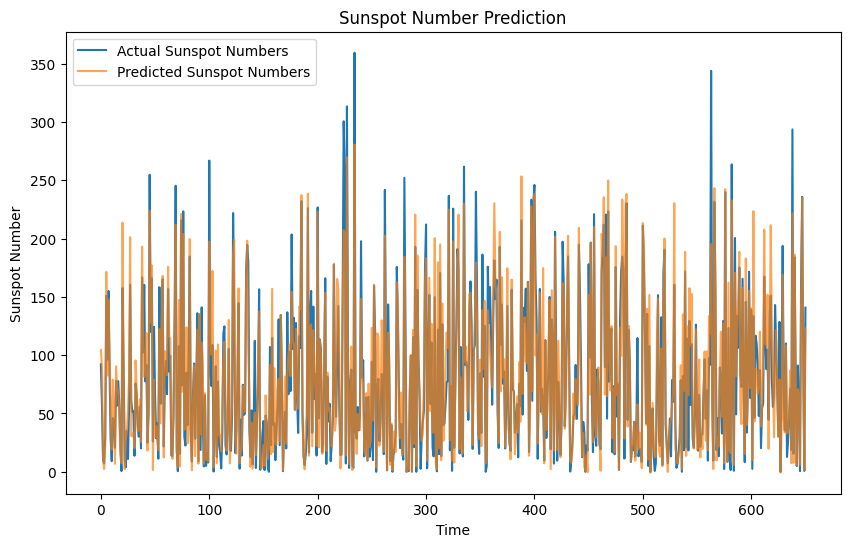 Sunspot Number Prediction
Actual Sunspot Numbers
Predicted Sunspot Numbers
350
300
250
200
150
100
50
0
Sunspot Number
0 100 200 300 400 500 600
Time